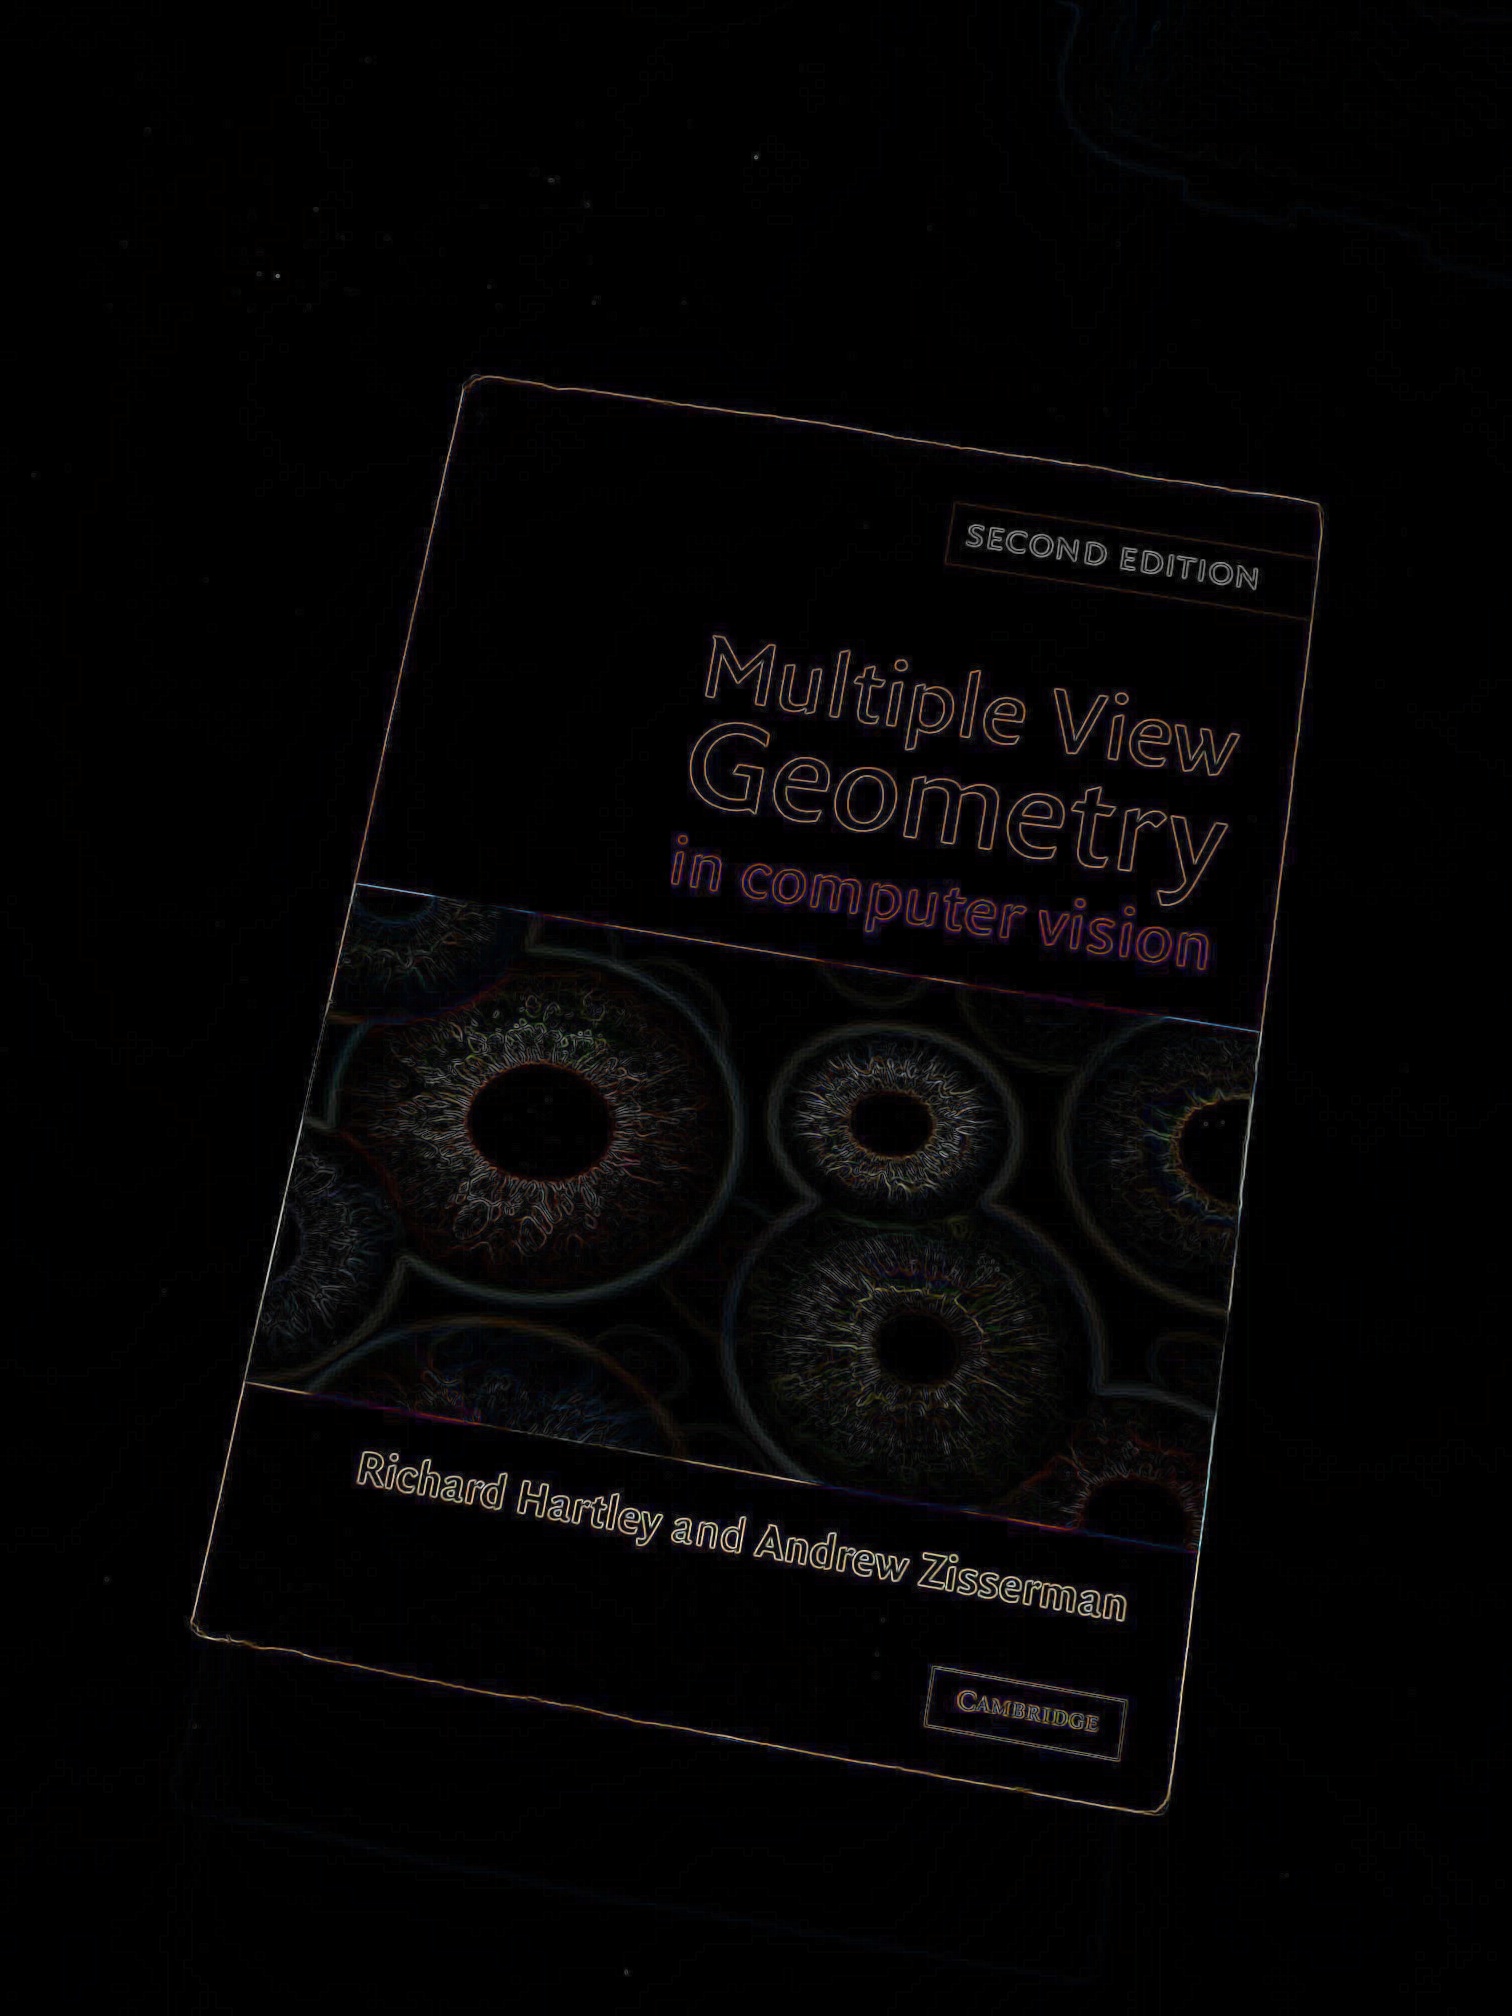 SECOND EDITION
Multiple View
Geometry
in computer vision
Richard Hartley and Andrew Zisserman
CAMBRIDGE